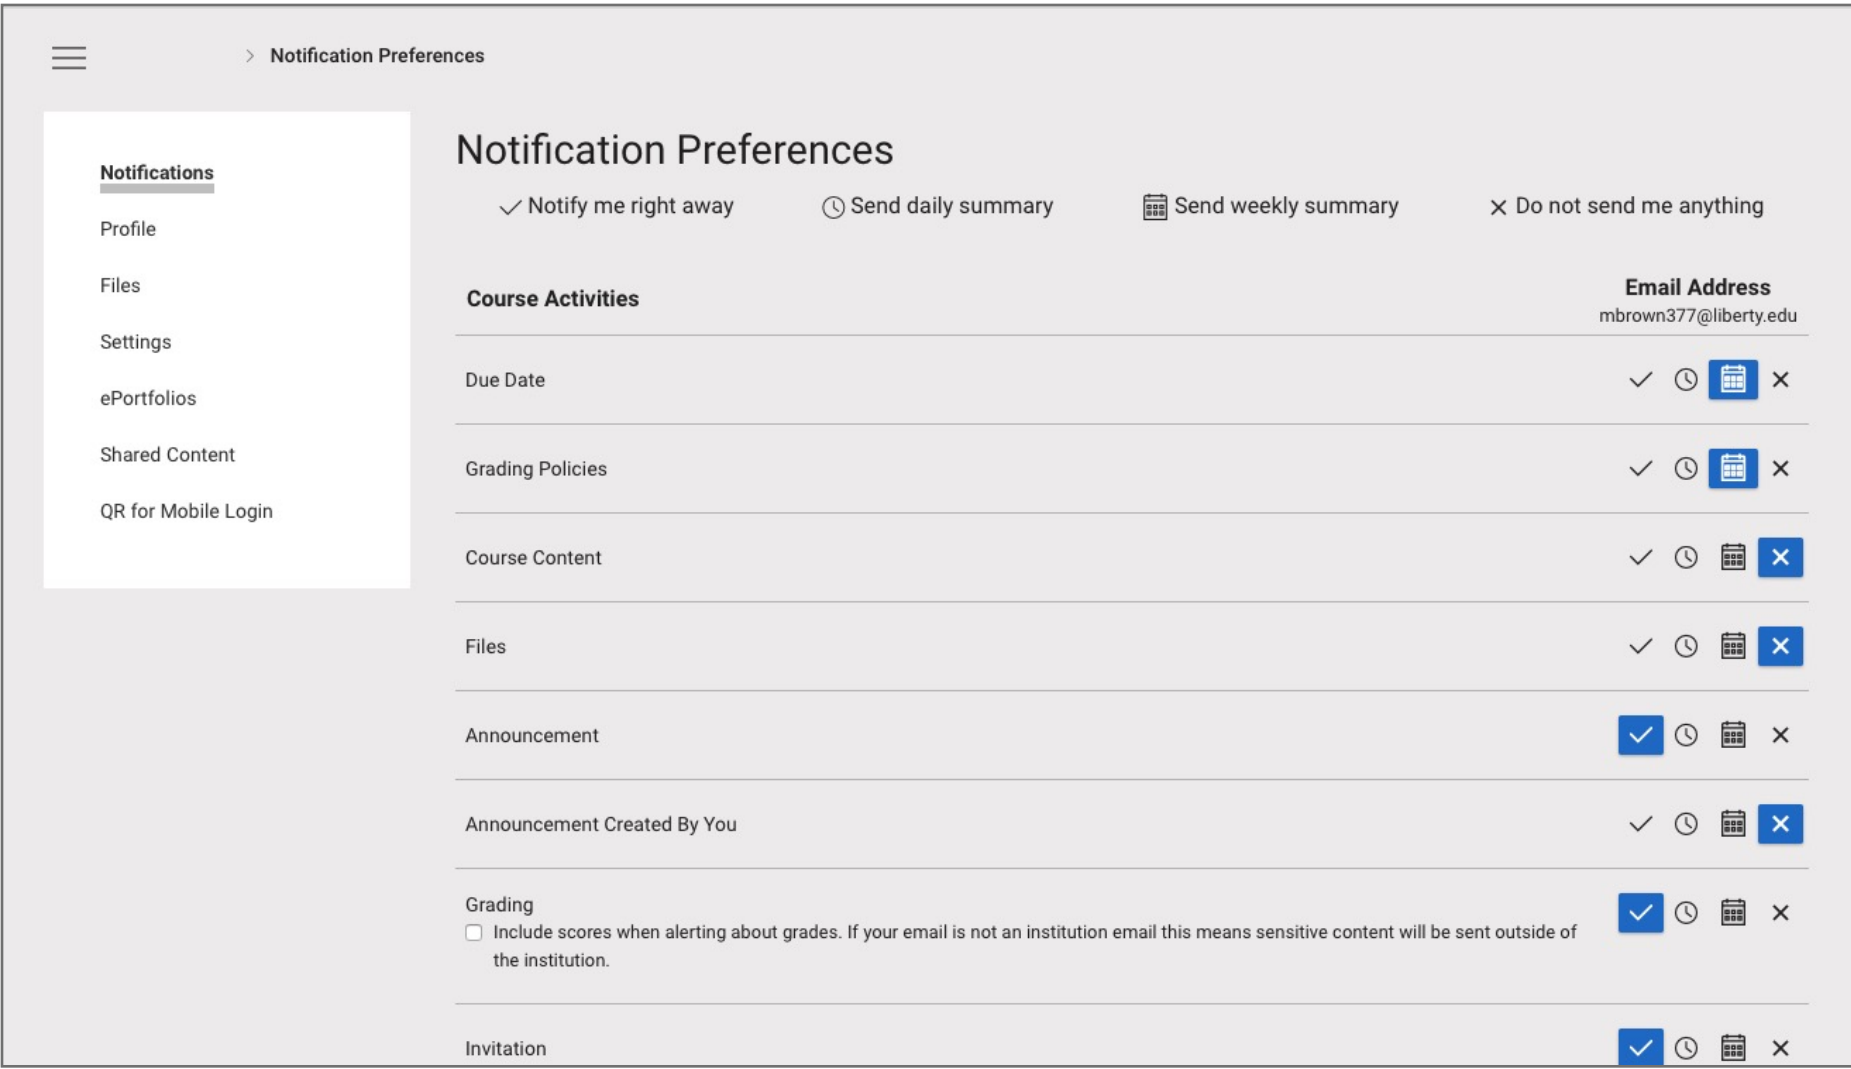 > Notification Preferences
Notifications
Profile
Files
Settings
ePortfolios
Shared Content
QR for Mobile Login
Notification Preferences
Notify me right away
Send daily summary
Send weekly summary
Do not send me anything
Course Activities
Email Address
mbrown377@liberty.edu
Due Date
Grading Policies
Course Content
Files
Announcement
Announcement Created By You
Grading
Include scores when alerting about grades. If your email is not an institution email this means sensitive content will be sent outside of
the institution.
Invitation